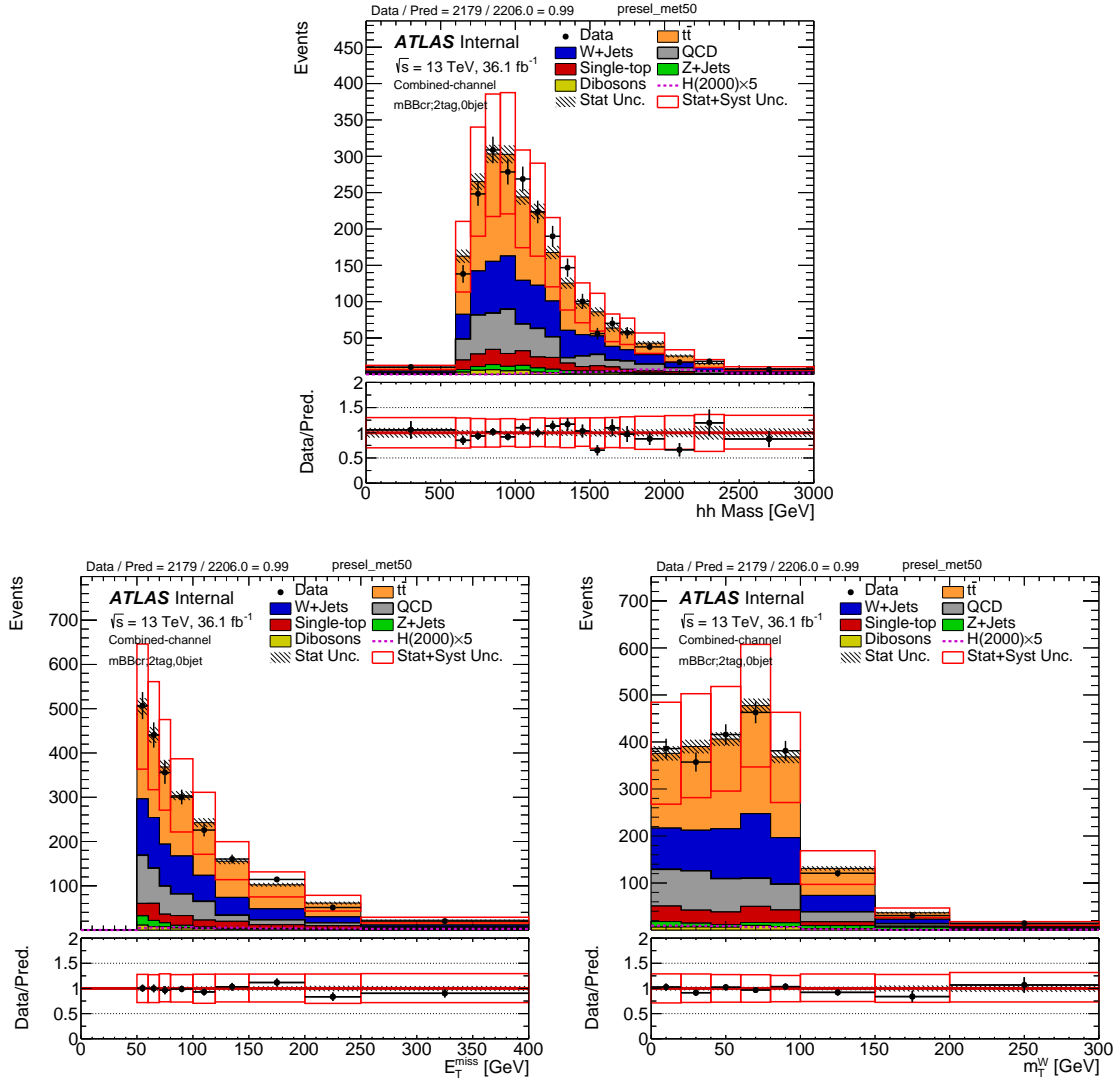 Data / Pred = 2179 / 2206.0 = 0.99 presel_met50
Events
ATLAS Internal
√s = 13 TeV, 36.1 fb⁻¹
Combined-channel
mBBcr;2tag,0bjet
Data tt̄
W+Jets QCD
Single-top Z+Jets
Dibosons H(2000)×5
Stat Unc. Stat+Syst Unc.
450
400
350
300
250
200
150
100
50
Data/Pred.
2
1.5
1
0.5
0
0 500 1000 1500 2000 2500 3000
hh Mass [GeV]
Data / Pred = 2179 / 2206.0 = 0.99 presel_met50
Events
ATLAS Internal
√s = 13 TeV, 36.1 fb⁻¹
Combined-channel
mBBcr;2tag,0bjet
Data tt̄
W+Jets QCD
Single-top Z+Jets
Dibosons H(2000)×5
Stat Unc. Stat+Syst Unc.
700
600
500
400
300
200
100
Data/Pred.
2
1.5
1
0.5
0
0 50 100 150 200 250 300 350 400
E_T^miss [GeV]
Data / Pred = 2179 / 2206.0 = 0.99 presel_met50
Events
ATLAS Internal
√s = 13 TeV, 36.1 fb⁻¹
Combined-channel
mBBcr;2tag,0bjet
Data tt̄
W+Jets QCD
Single-top Z+Jets
Dibosons H(2000)×5
Stat Unc. Stat+Syst Unc.
700
600
500
400
300
200
100
Data/Pred.
2
1.5
1
0.5
0
0 50 100 150 200 250 300
m_T^W [GeV]